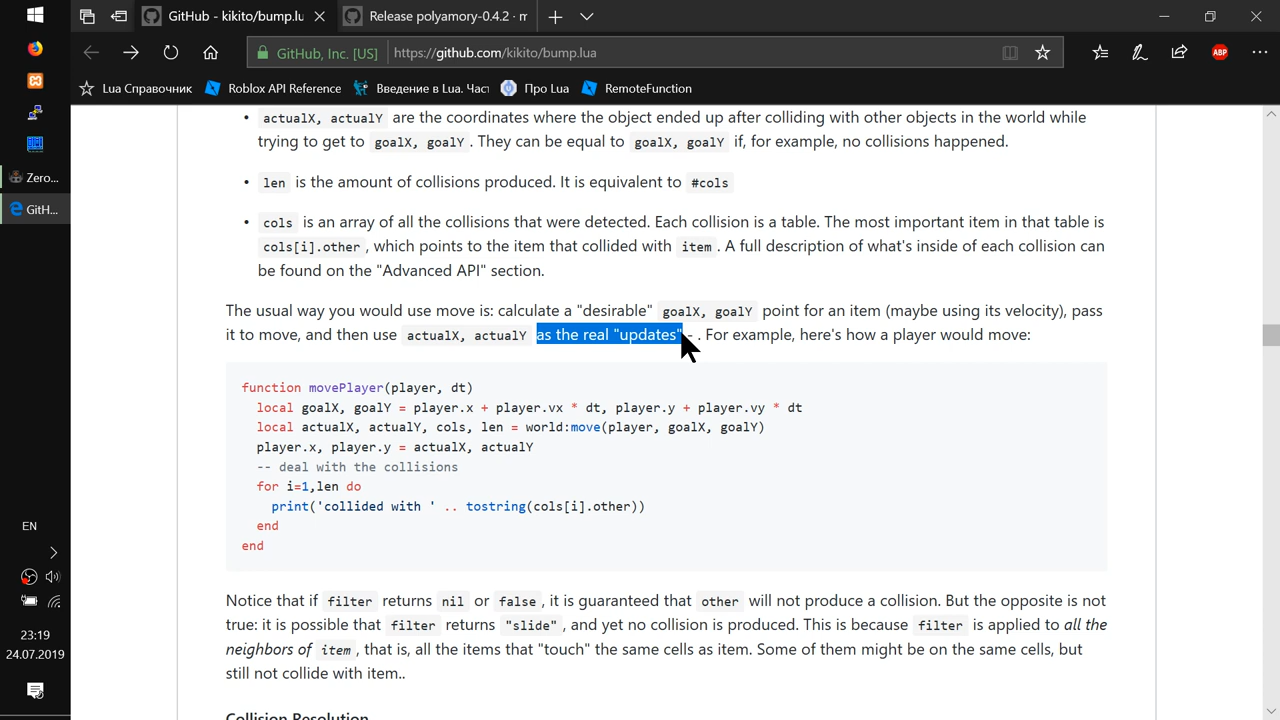 GitHub - kikito/bump.lu
Release polyamory-0.4.2 · m
GitHub, Inc. [US]
https://github.com/kikito/bump.lua
ABP
Lua Справочник
Roblox API Reference
Введение в Lua. Част
Про Lua
RemoteFunction
Zero...
GitH...
EN
23:19
24.07.2019
• actualX, actualY are the coordinates where the object ended up after colliding with other objects in the world while
trying to get to goalX, goalY . They can be equal to goalX, goalY if, for example, no collisions happened.
• len is the amount of collisions produced. It is equivalent to #cols
• cols is an array of all the collisions that were detected. Each collision is a table. The most important item in that table is
cols[i].other , which points to the item that collided with item . A full description of what's inside of each collision can
be found on the "Advanced API" section.
The usual way you would use move is: calculate a "desirable" goalX, goalY point for an item (maybe using its velocity), pass
it to move, and then use actualX, actualY as the real "updates" - . For example, here's how a player would move:
function movePlayer(player, dt)
local goalX, goalY = player.x + player.vx * dt, player.y + player.vy * dt
local actualX, actualY, cols, len = world:move(player, goalX, goalY)
player.x, player.y = actualX, actualY
-- deal with the collisions
for i=1,len do
print('collided with ' .. tostring(cols[i].other))
end
end
Notice that if filter returns nil or false , it is guaranteed that other will not produce a collision. But the opposite is not
true: it is possible that filter returns "slide" , and yet no collision is produced. This is because filter is applied to all the
neighbors of item , that is, all the items that "touch" the same cells as item. Some of them might be on the same cells, but
still not collide with item..
Collision Resolution